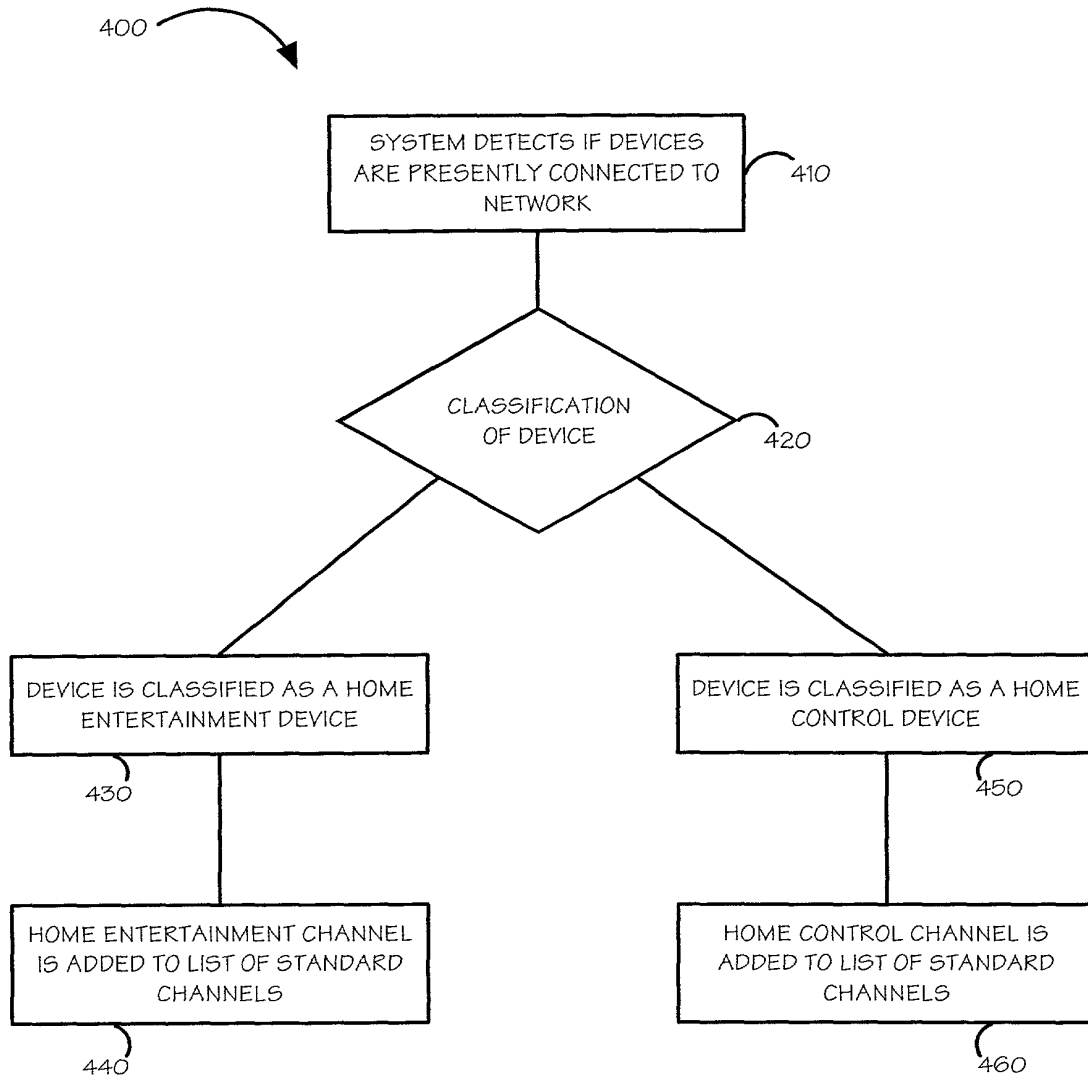 400
SYSTEM DETECTS IF DEVICES
ARE PRESENTLY CONNECTED TO
NETWORK
410
CLASSIFICATION
OF DEVICE
420
DEVICE IS CLASSIFIED AS A HOME
ENTERTAINMENT DEVICE
430
DEVICE IS CLASSIFIED AS A HOME
CONTROL DEVICE
450
HOME ENTERTAINMENT CHANNEL
IS ADDED TO LIST OF STANDARD
CHANNELS
440
HOME CONTROL CHANNEL IS
ADDED TO LIST OF STANDARD
CHANNELS
460